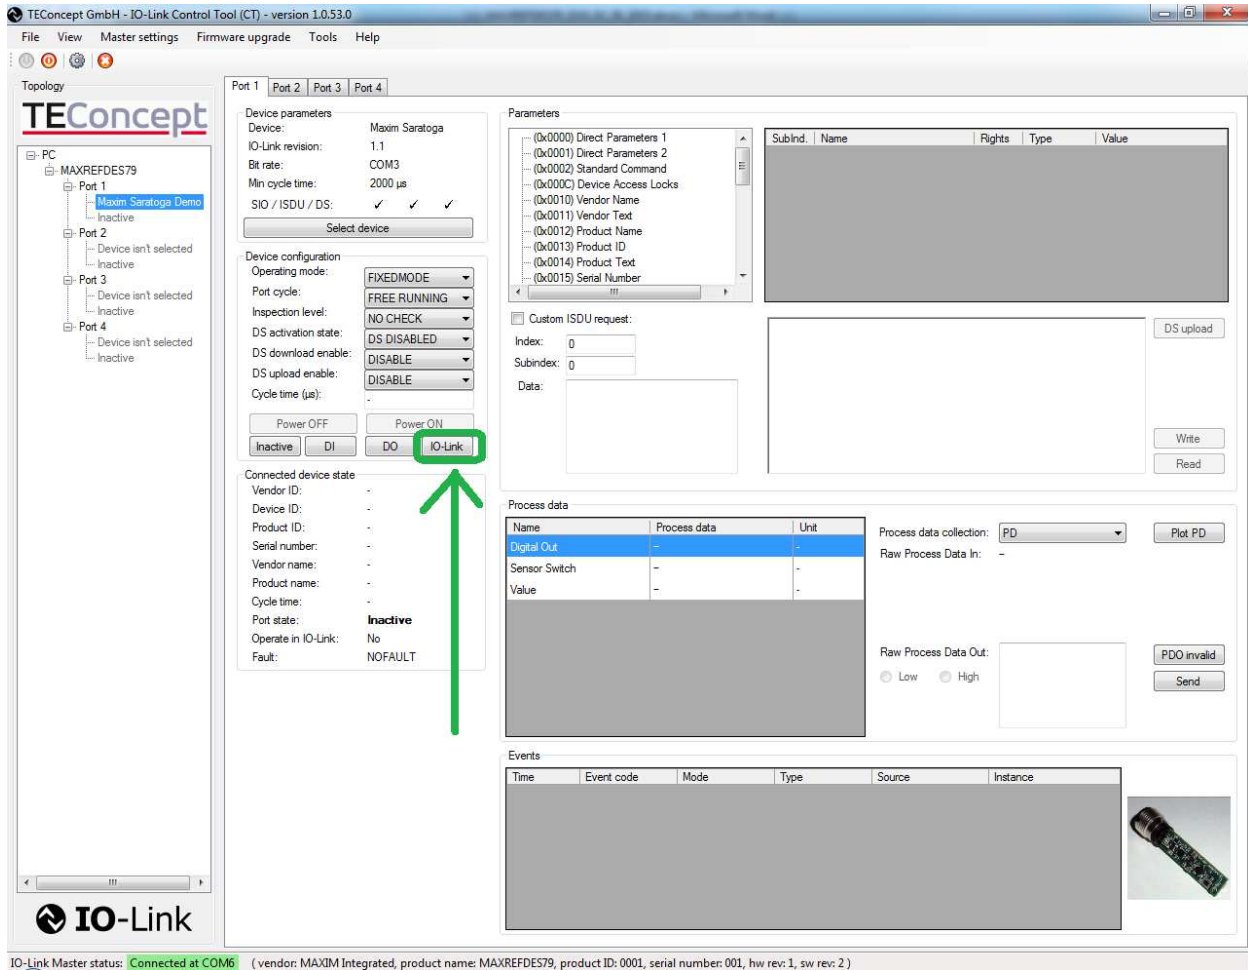 TEConcept GmbH - IO-Link Control Tool (CT) - version 1.0.53.0
File View Master settings Firmware upgrade Tools Help
Topology
TEConcept
PC
MAXREFDES79
Port 1
Maxim Saratoga Demo
Inactive
Port 2
Device isn't selected
Inactive
Port 3
Device isn't selected
Inactive
Port 4
Device isn't selected
Inactive
IO-Link
Port 1 Port 2 Port 3 Port 4
Device parameters
Device: Maxim Saratoga
IO-Link revision: 1.1
Bit rate: COM3
Min cycle time: 2000 µs
SIO / ISDU / DS: ✓ ✓ ✓
Select device
Device configuration
Operating mode: FIXEDMODE
Port cycle: FREE RUNNING
Inspection level: NO CHECK
DS activation state: DS DISABLED
DS download enable: DISABLE
DS upload enable: DISABLE
Cycle time (µs): -
Power OFF Power ON
Inactive DI DO IO-Link
Connected device state
Vendor ID: -
Device ID: -
Product ID: -
Serial number: -
Vendor name: -
Product name: -
Cycle time: -
Port state: Inactive
Operate in IO-Link: No
Fault: NOFAULT
Parameters
(0x0000) Direct Parameters 1
(0x0001) Direct Parameters 2
(0x0002) Standard Command
(0x000C) Device Access Locks
(0x0010) Vendor Name
(0x0011) Vendor Text
(0x0012) Product Name
(0x0013) Product ID
(0x0014) Product Text
(0x0015) Serial Number
SubInd. Name Rights Type Value
Custom ISDU request:
Index: 0
Subindex: 0
Data:
DS upload
Write
Read
Process data
Name Process data Unit
Digital Out – -
Sensor Switch – -
Value – -
Process data collection: PD
Plot PD
Raw Process Data In: –
Raw Process Data Out:
Low High
PDO invalid
Send
Events
Time Event code Mode Type Source Instance
IO-Link Master status: Connected at COM6 ( vendor: MAXIM Integrated, product name: MAXREFDES79, product ID: 0001, serial number: 001, hw rev: 1, sw rev: 2 )